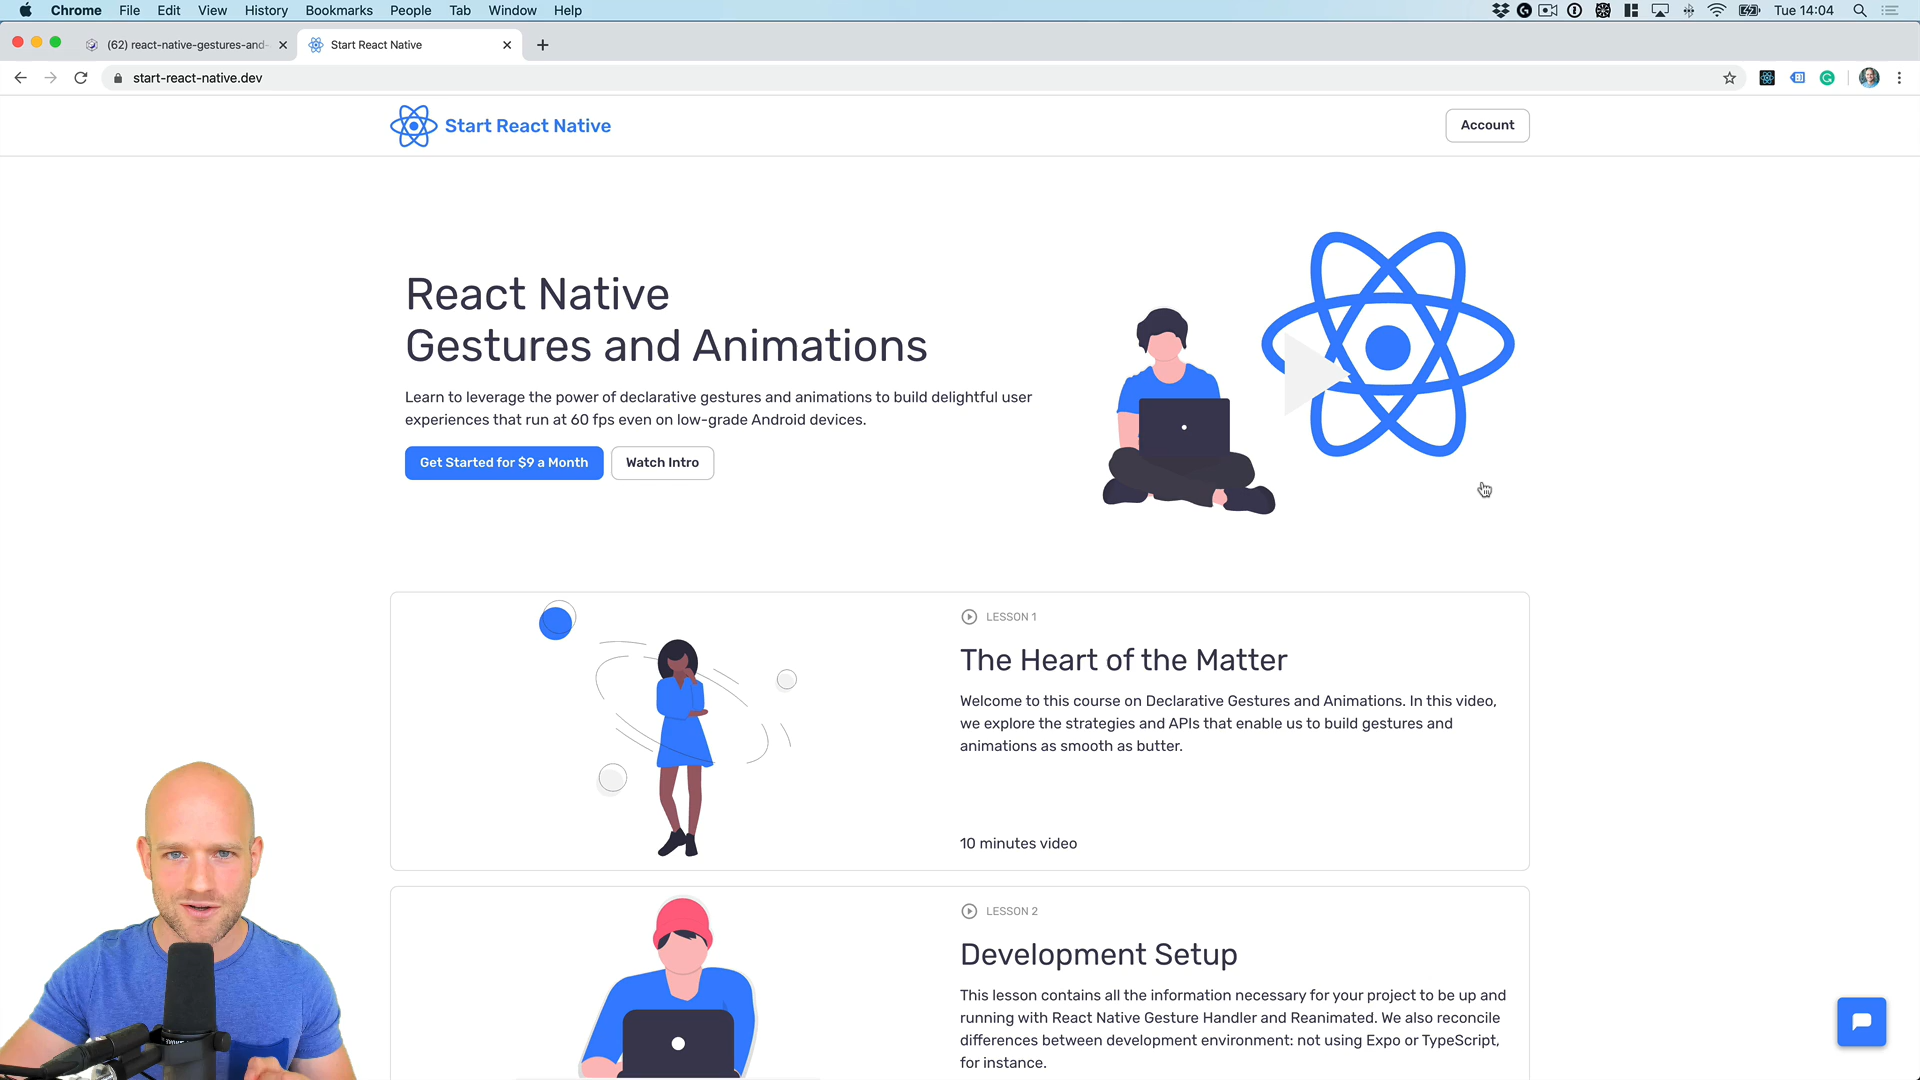 Chrome File Edit View History Bookmarks People Tab Window Help Tue 14:04
(62) react-native-gestures-and- Start React Native
start-react-native.dev
Start React Native
Account
React Native
Gestures and Animations
Learn to leverage the power of declarative gestures and animations to build delightful user
experiences that run at 60 fps even on low-grade Android devices.
Get Started for $9 a Month Watch Intro
LESSON 1
The Heart of the Matter
Welcome to this course on Declarative Gestures and Animations. In this video,
we explore the strategies and APIs that enable us to build gestures and
animations as smooth as butter.
10 minutes video
LESSON 2
Development Setup
This lesson contains all the information necessary for your project to be up and
running with React Native Gesture Handler and Reanimated. We also reconcile
differences between development environment: not using Expo or TypeScript,
for instance.